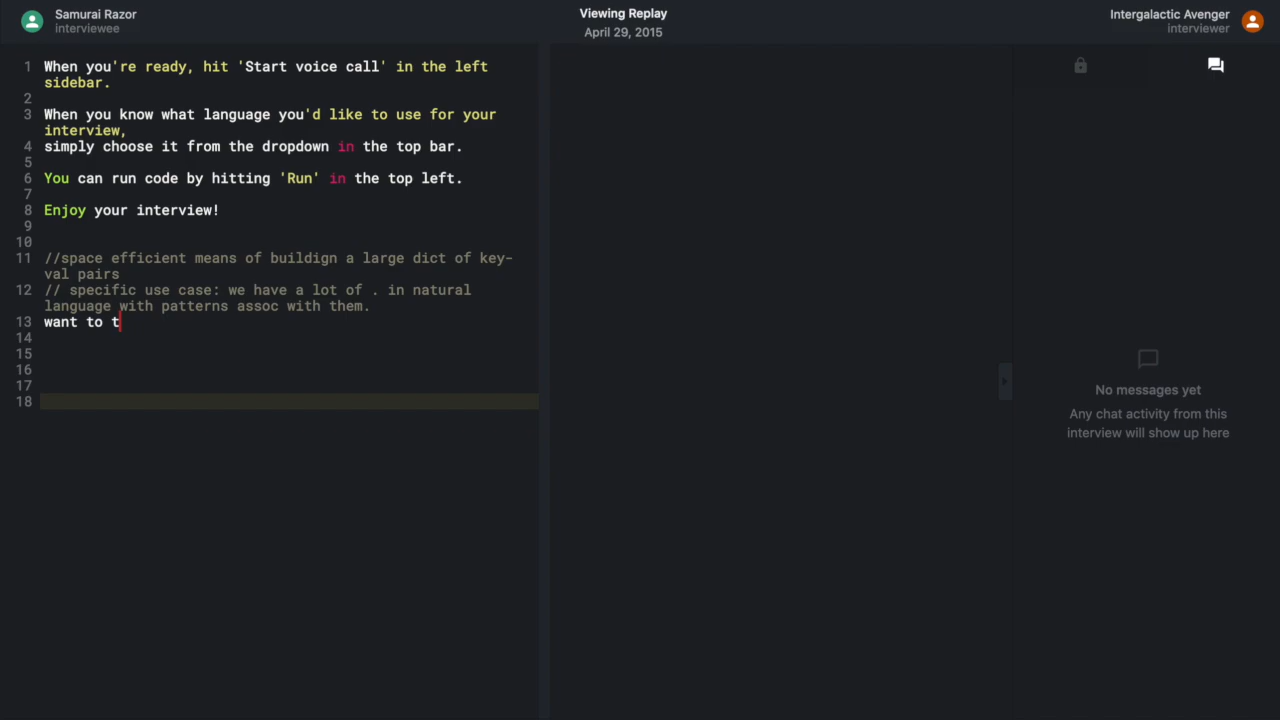 Samurai Razor
interviewee
Viewing Replay
April 29, 2015
Intergalactic Avenger
interviewer
1 When you're ready, hit 'Start voice call' in the left
sidebar.
2
3 When you know what language you'd like to use for your
interview,
4 simply choose it from the dropdown in the top bar.
5
6 You can run code by hitting 'Run' in the top left.
7
8 Enjoy your interview!
9
10
11 //space efficient means of buildign a large dict of key-
val pairs
12 // specific use case: we have a lot of . in natural
language with patterns assoc with them.
13 want to t
14
15
16
17
18
No messages yet
Any chat activity from this
interview will show up here